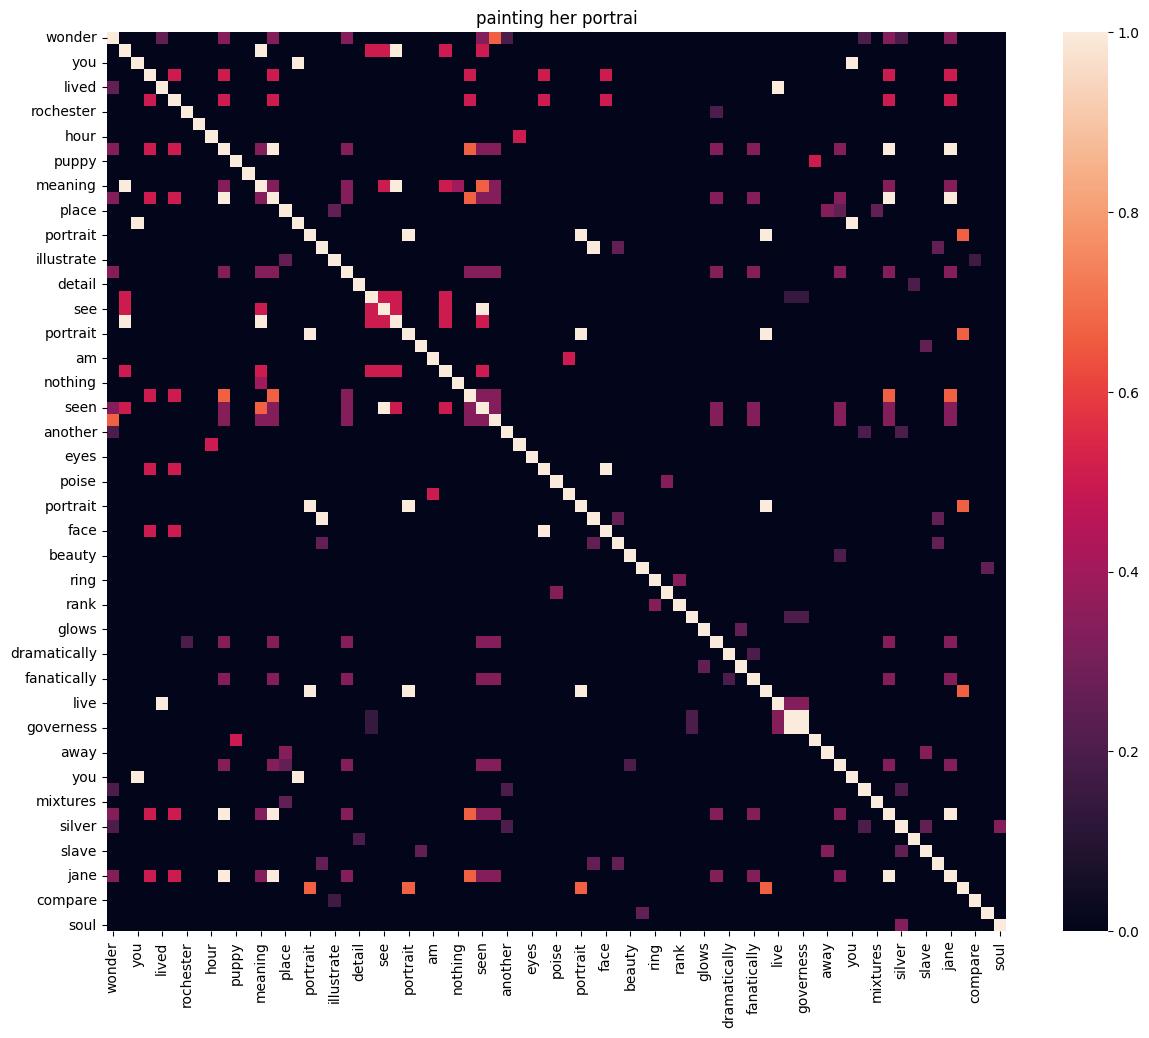 painting her portrai
wonder
you
lived
rochester
hour
puppy
meaning
place
portrait
illustrate
detail
see
portrait
am
nothing
seen
another
eyes
poise
portrait
face
beauty
ring
rank
glows
dramatically
fanatically
live
governess
away
you
mixtures
silver
slave
jane
compare
soul
1.0
0.8
0.6
0.4
0.2
0.0
wonder
you
lived
rochester
hour
puppy
meaning
place
portrait
illustrate
detail
see
portrait
am
nothing
seen
another
eyes
poise
portrait
face
beauty
ring
rank
glows
dramatically
fanatically
live
governess
away
you
mixtures
silver
slave
jane
compare
soul